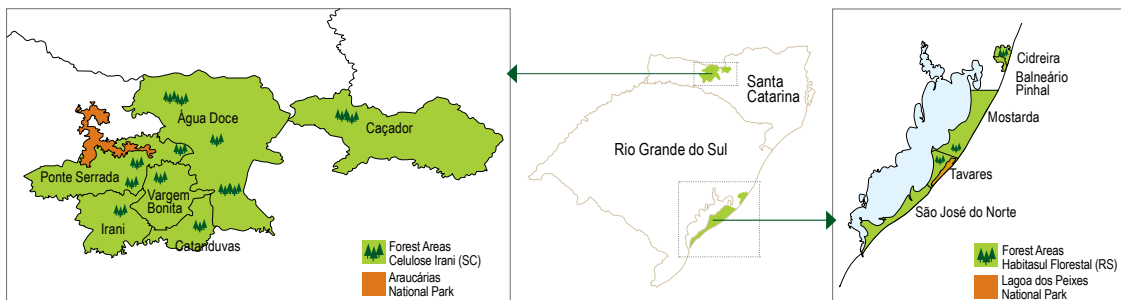 Água Doce
Caçador
Ponte Serrada
Vargem
Bonita
Irani
Catanduvas
Forest Areas
Celulose Irani (SC)
Araucárias
National Park
Santa
Catarina
Rio Grande do Sul
Cidreira
Balneário
Pinhal
Mostarda
Tavares
São José do Norte
Forest Areas
Habitasul Florestal (RS)
Lagoa dos Peixes
National Park